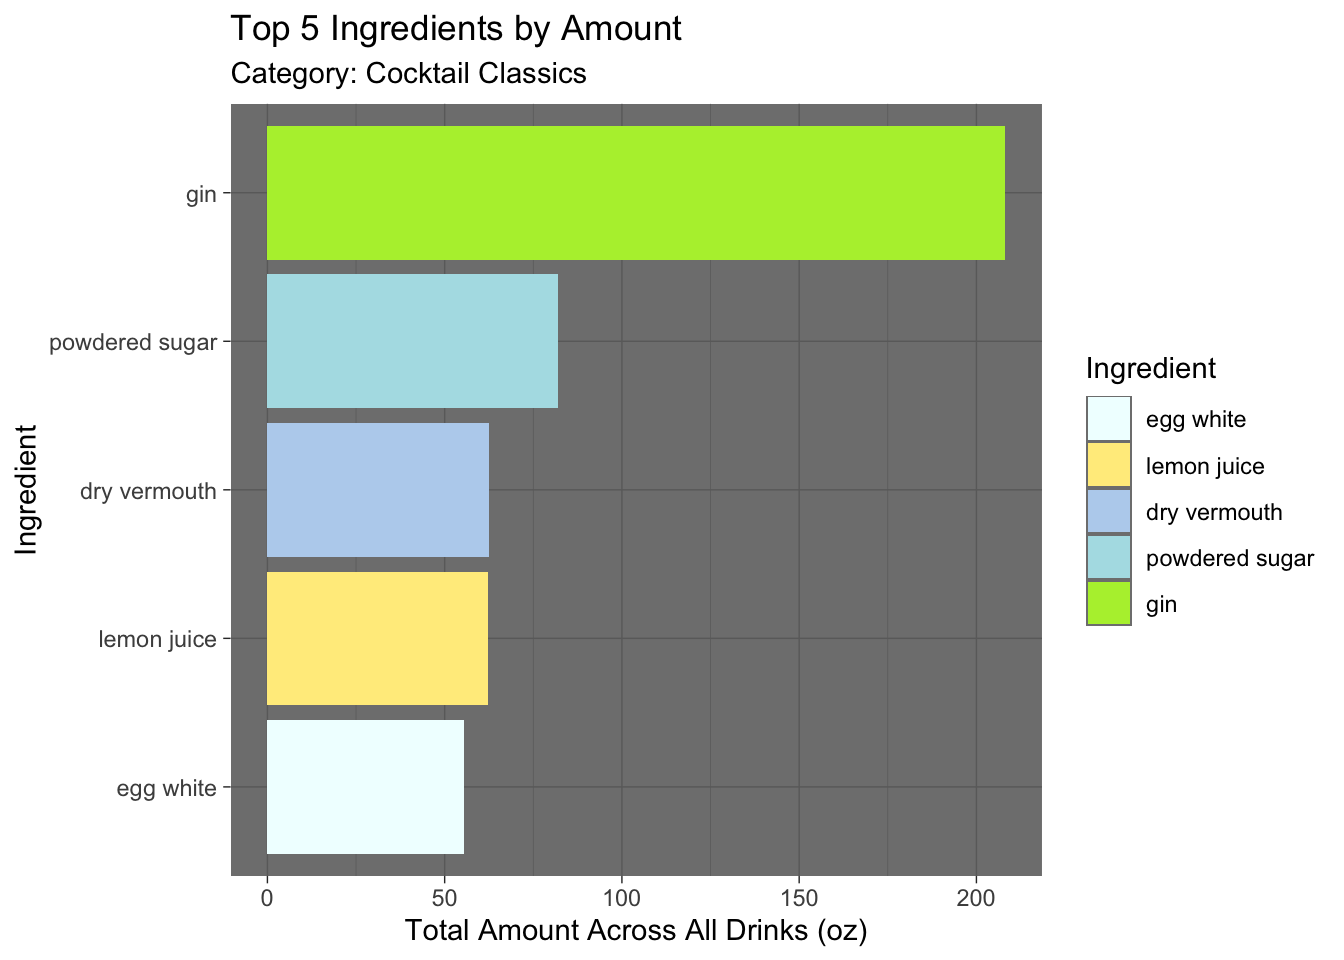 Top 5 Ingredients by Amount
Category: Cocktail Classics
gin
powdered sugar
dry vermouth
lemon juice
egg white
Ingredient
0 50 100 150 200
Total Amount Across All Drinks (oz)
Ingredient
egg white
lemon juice
dry vermouth
powdered sugar
gin